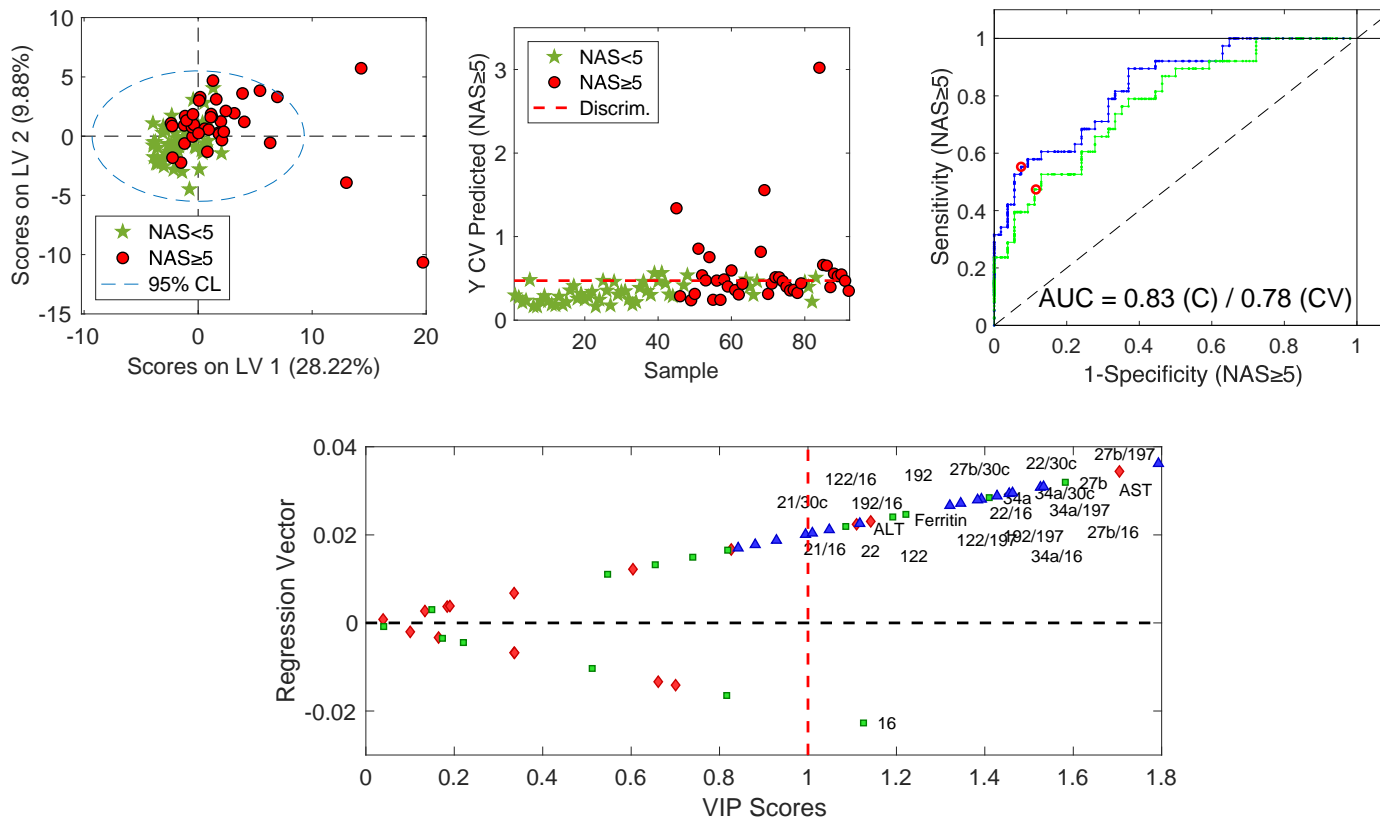 10
5
0
-5
-10
-15
-10
0
10
20
Scores on LV 2 (9.88%)
Scores on LV 1 (28.22%)
NAS<5
NAS≥5
95% CL
3
2
1
0
20
40
60
80
Y CV Predicted (NAS≥5)
Sample
NAS<5
NAS≥5
Discrim.
1
0.8
0.6
0.4
0.2
0
0
0.2
0.4
0.6
0.8
1
Sensitivity (NAS≥5)
1-Specificity (NAS≥5)
AUC = 0.83 (C) / 0.78 (CV)
0.04
0.02
0
-0.02
0
0.2
0.4
0.6
0.8
1
1.2
1.4
1.6
1.8
Regression Vector
VIP Scores
27b/197
22/30c
27b/30c
192
122/16
27b
AST
34a/30c
34a
192/16
21/30c
34a/197
22/16
Ferritin
ALT
27b/16
192/197
122/197
21/16
22
122
34a/16
16